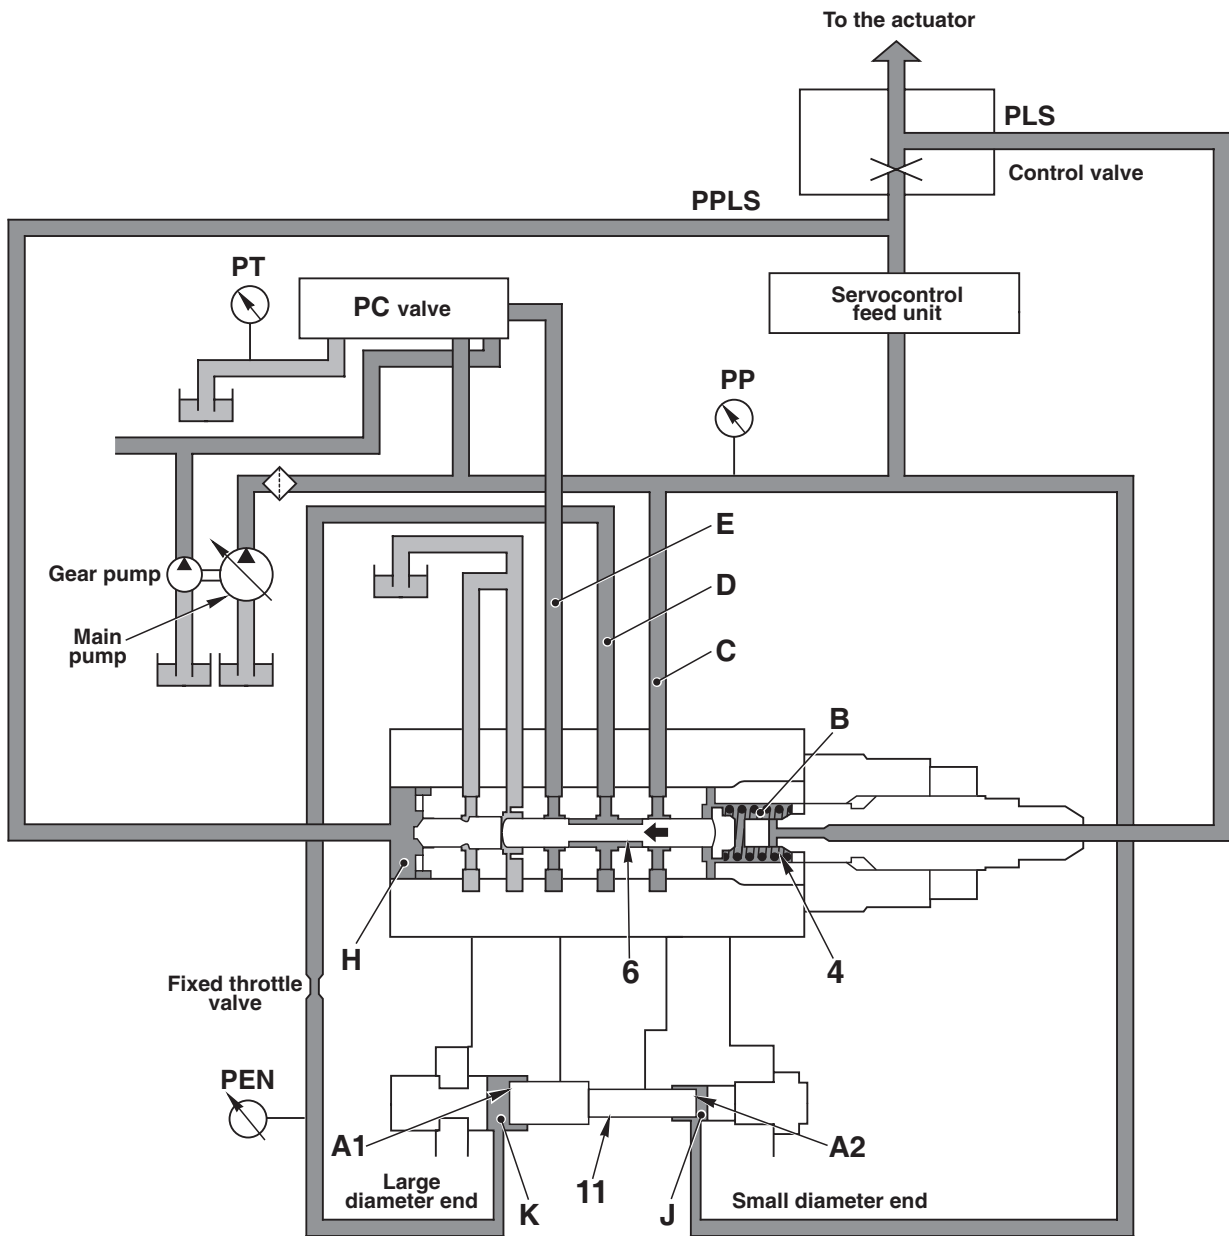 To the actuator
PLS
Control valve
PPLS
PT
PC valve
Servocontrol
feed unit
PP
E
Gear pump
D
Main
pump
C
B
H
6
4
Fixed throttle
valve
PEN
A1
A2
Large
diameter end
11
Small diameter end
K
J